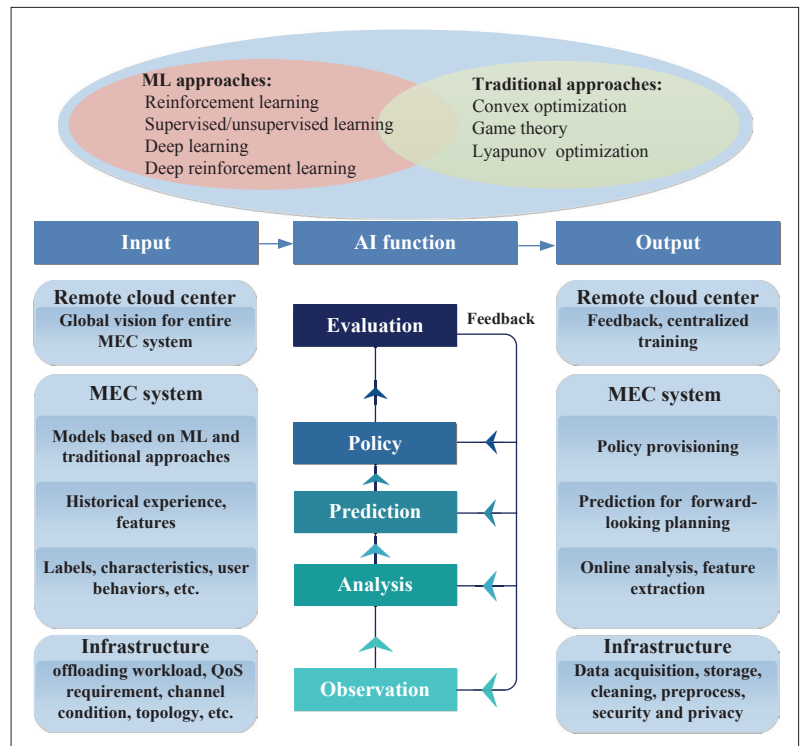 ML approaches:
Reinforcement learning
Supervised/unsupervised learning
Deep learning
Deep reinforcement learning
Traditional approaches:
Convex optimization
Game theory
Lyapunov optimization
Input
AI function
Output
Remote cloud center
Global vision for entire
MEC system
MEC system
Models based on ML and
traditional approaches
Historical experience,
features
Labels, characteristics, user
behaviors, etc.
Infrastructure
offloading workload, QoS
requirement, channel
condition, topology, etc.
Evaluation
Feedback
Policy
Prediction
Analysis
Observation
Remote cloud center
Feedback, centralized
training
MEC system
Policy provisioning
Prediction for forward-
looking planning
Online analysis, feature
extraction
Infrastructure
Data acquisition, storage,
cleaning, preprocess,
security and privacy